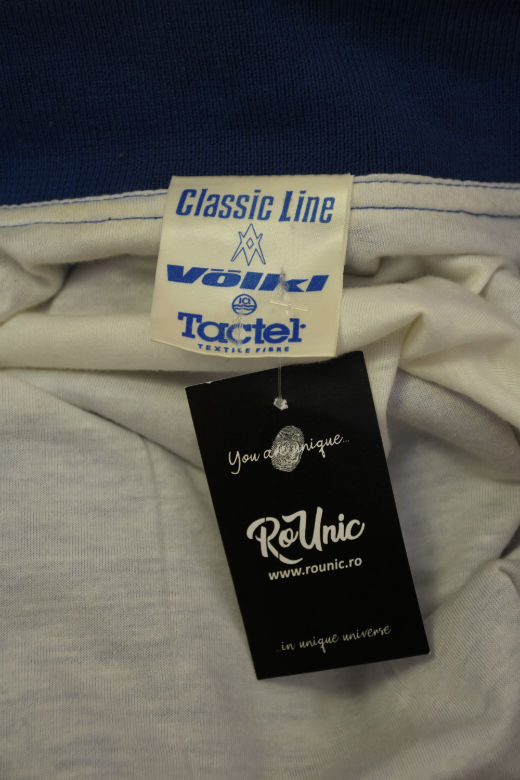 Classic Line
Völkl
ICI
Tactel
TEXTILE FIBRE
You are unique...
RoUnic
www.rounic.ro
...in unique universe